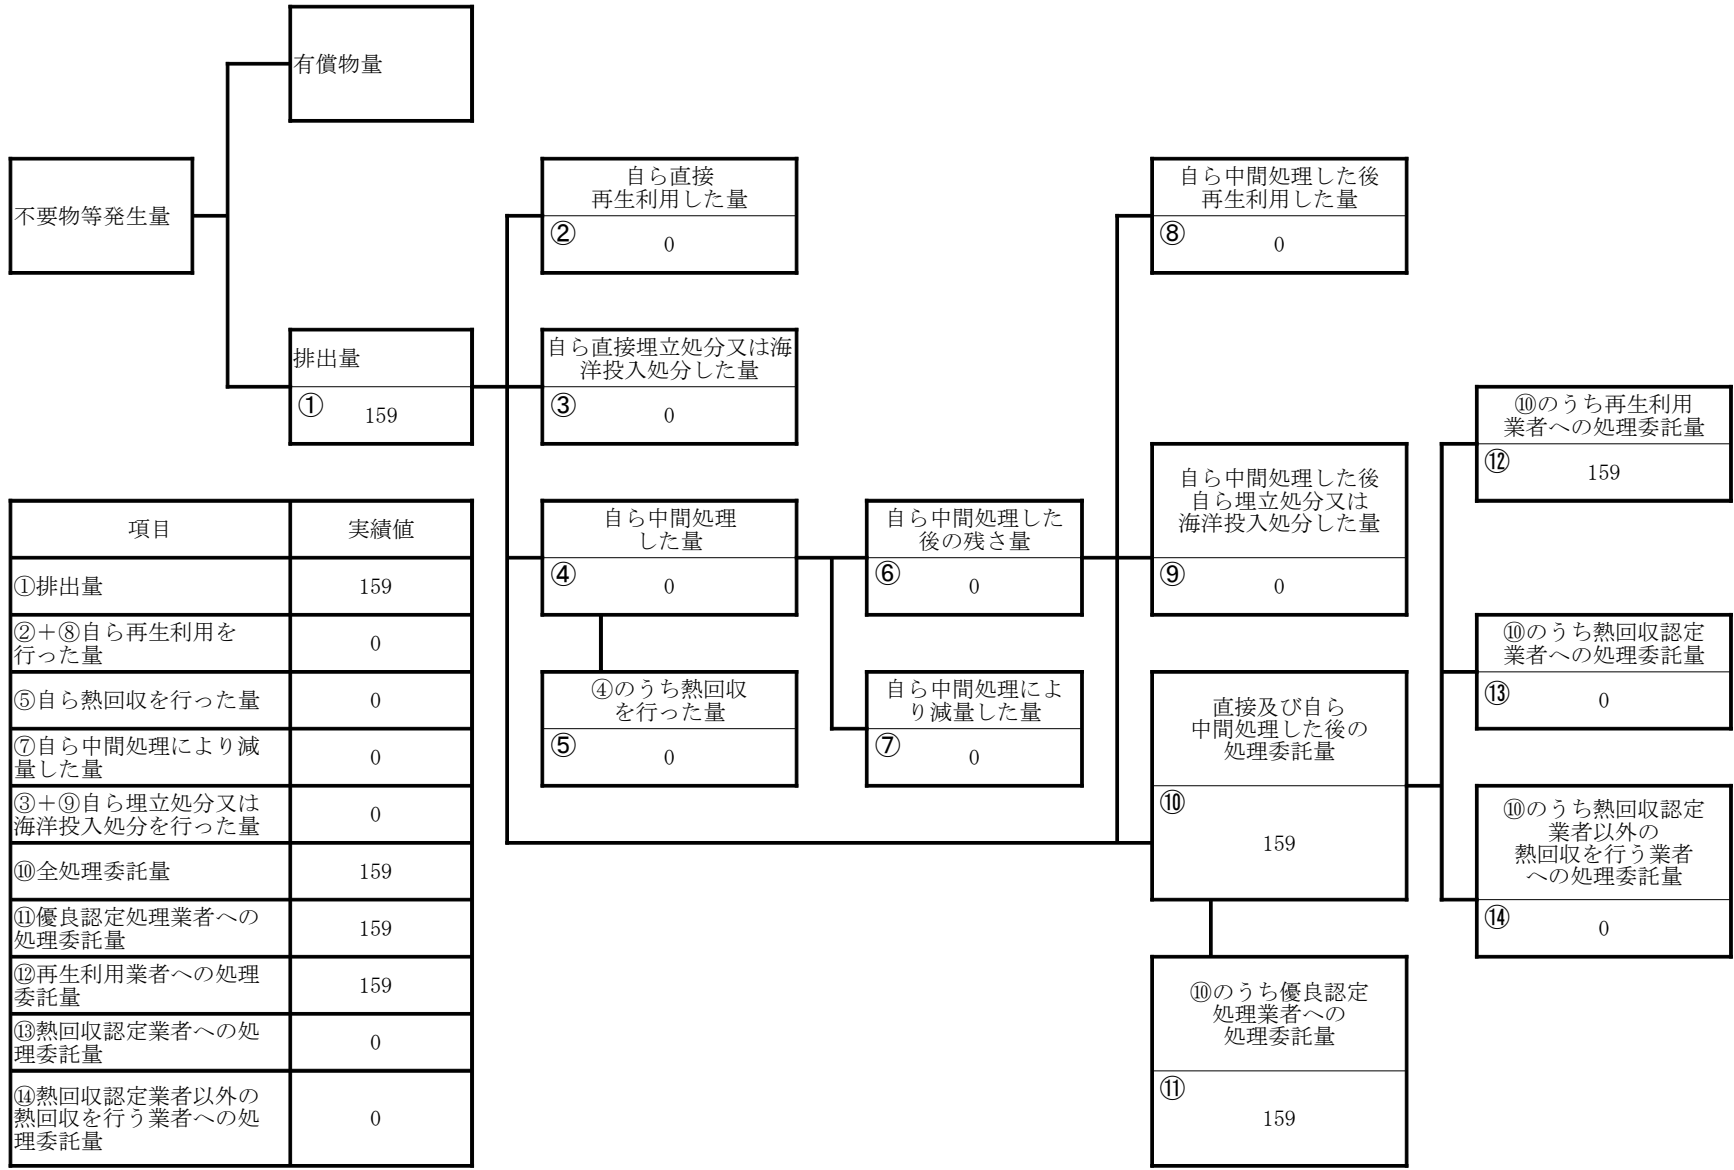 有償物量
不要物等発生量
自ら直接
再生利用した量
②
0
自ら中間処理した後
再生利用した量
⑧
0
排出量
①
159
自ら直接埋立処分又は海
洋投入処分した量
③
0
⑩のうち再生利用
業者への処理委託量
⑫
159
自ら中間処理
した量
④
0
自ら中間処理した
後の残さ量
⑥
0
自ら中間処理した後
自ら埋立処分又は
海洋投入処分した量
⑨
0
⑩のうち熱回収認定
業者への処理委託量
⑬
0
④のうち熱回収
を行った量
⑤
0
自ら中間処理によ
り減量した量
⑦
0
直接及び自ら
中間処理した後の
処理委託量
⑩
159
⑩のうち熱回収認定
業者以外の
熱回収を行う業者
への処理委託量
⑭
0
⑩のうち優良認定
処理業者への
処理委託量
⑪
159
項目 実績値
①排出量 159
②＋⑧自ら再生利用を
行った量 0
⑤自ら熱回収を行った量 0
⑦自ら中間処理により減
量した量 0
③＋⑨自ら埋立処分又は
海洋投入処分を行った量 0
⑩全処理委託量 159
⑪優良認定処理業者への
処理委託量 159
⑫再生利用業者への処理
委託量 159
⑬熱回収認定業者への処
理委託量 0
⑭熱回収認定業者以外の
熱回収を行う業者への処
理委託量 0